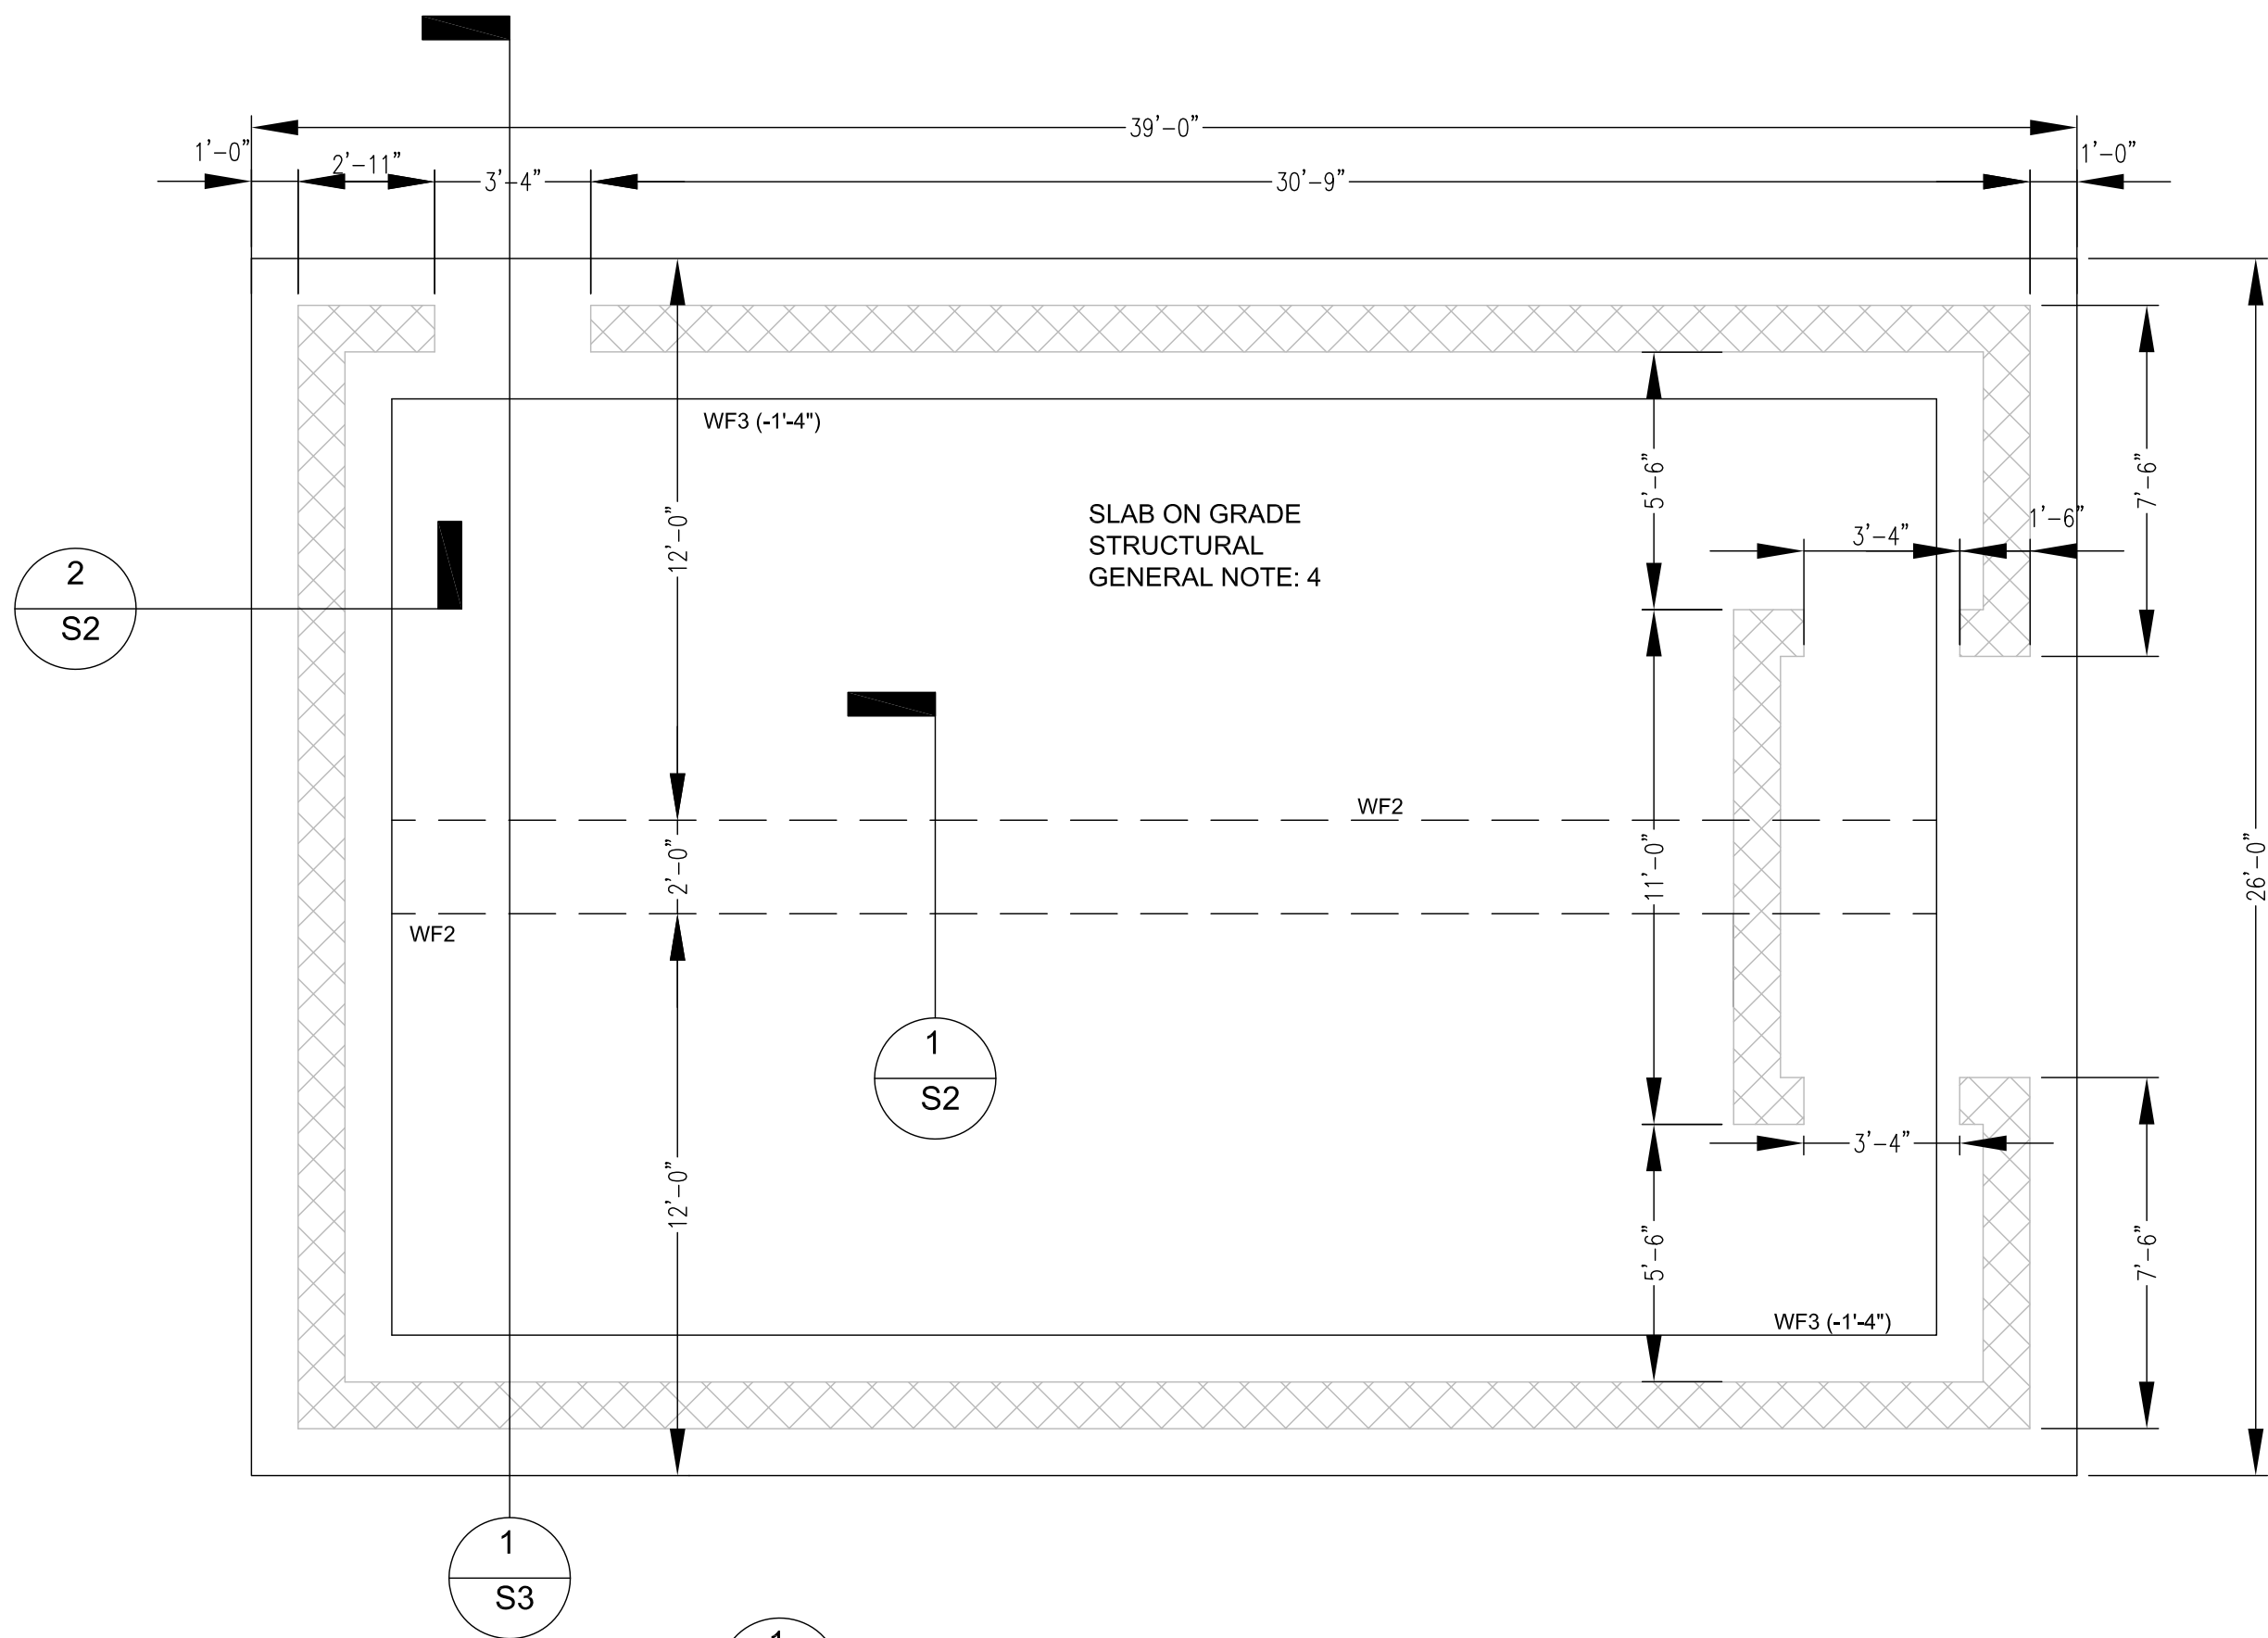 39'-0"
1'-0"
2'-11"
3'-4"
30'-9"
1'-0"
WF3 (-1'-4")
12'-0"
5'-6"
7'-6"
SLAB ON GRADE
STRUCTURAL
GENERAL NOTE: 4
3'-4"
1'-6"
2
S2
WF2
2'-0"
11'-0"
26'-0"
WF2
1
S2
3'-4"
12'-0"
5'-6"
7'-6"
WF3 (-1'-4")
1
S3
1